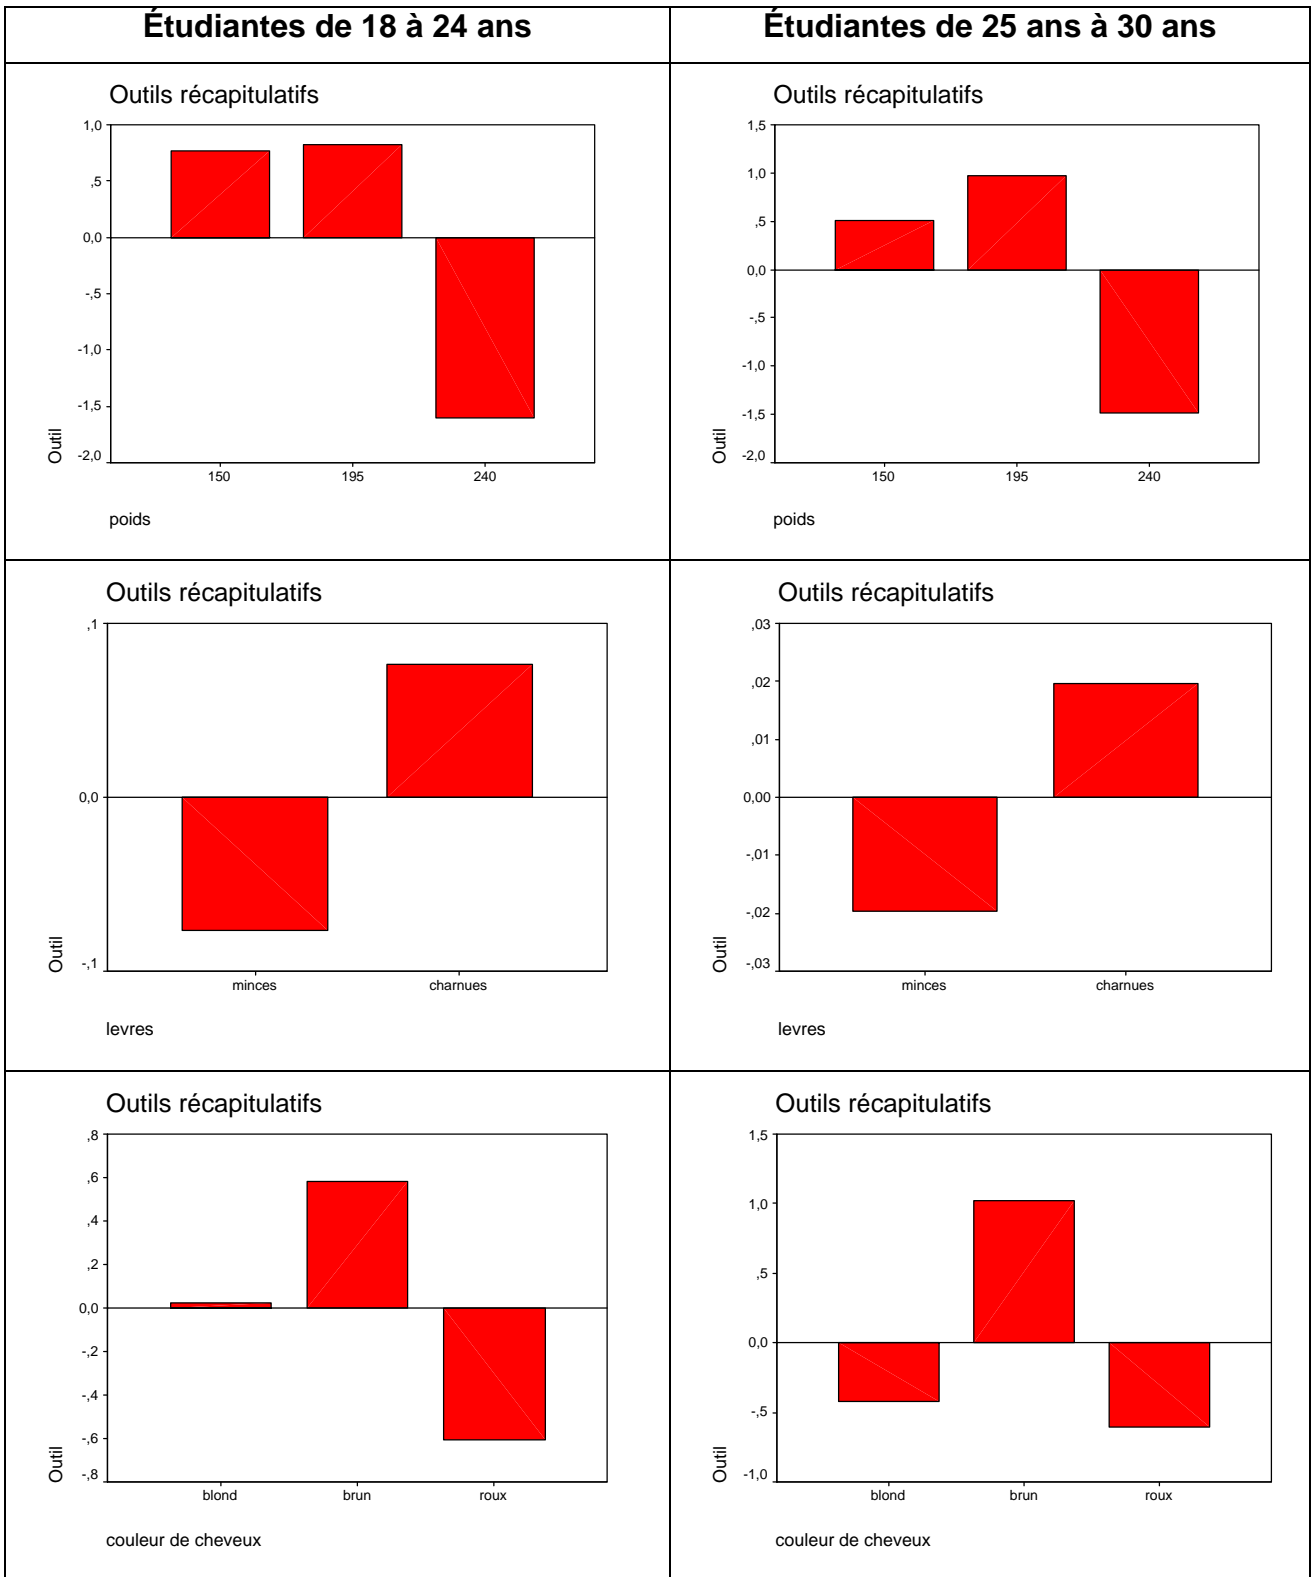 Étudiantes de 18 à 24 ans
Étudiantes de 25 ans à 30 ans
Outils récapitulatifs
1,0
,5
0,0
-,5
-1,0
-1,5
-2,0
Outil
150 195 240
poids
Outils récapitulatifs
1,5
1,0
,5
0,0
-,5
-1,0
-1,5
-2,0
Outil
150 195 240
poids
Outils récapitulatifs
,1
0,0
-,1
Outil
minces charnues
levres
Outils récapitulatifs
,03
,02
,01
0,00
-,01
-,02
-,03
Outil
minces charnues
levres
Outils récapitulatifs
,8
,6
,4
,2
0,0
-,2
-,4
-,6
-,8
Outil
blond brun roux
couleur de cheveux
Outils récapitulatifs
1,5
1,0
,5
0,0
-,5
-1,0
Outil
blond brun roux
couleur de cheveux